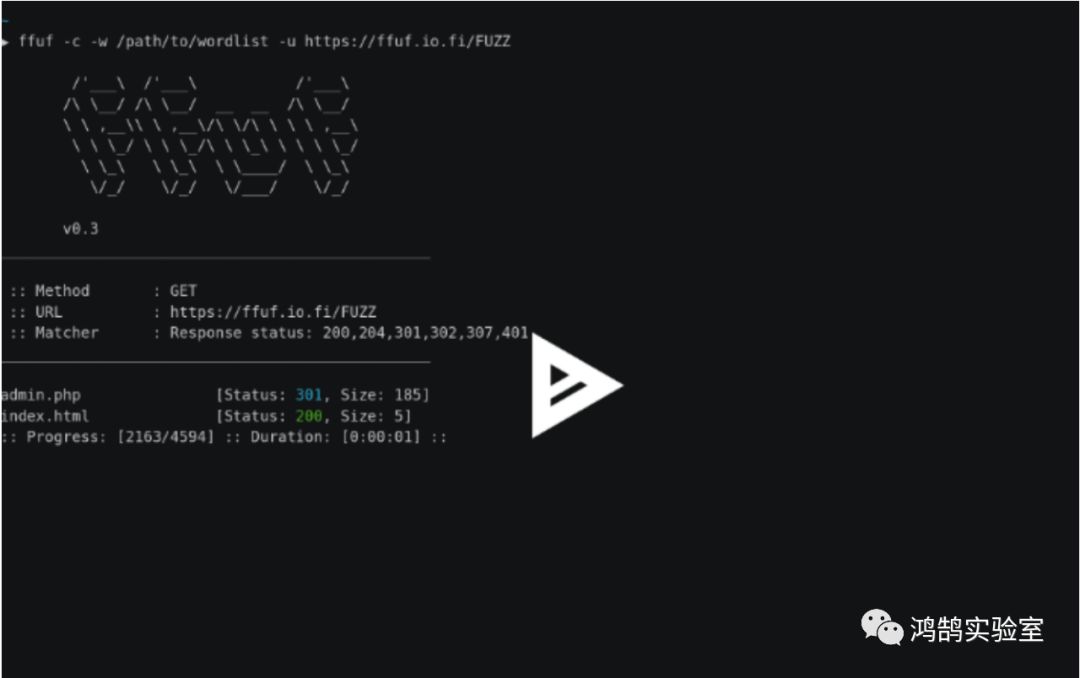 ~
▶ ffuf -c -w /path/to/wordlist -u https://ffuf.io.fi/FUZZ
v0.3
:: Method : GET
:: URL : https://ffuf.io.fi/FUZZ
:: Matcher : Response status: 200,204,301,302,307,401
admin.php [Status: 301, Size: 185]
index.html [Status: 200, Size: 5]
:: Progress: [2163/4594] :: Duration: [0:00:01] ::
鸿鹄实验室